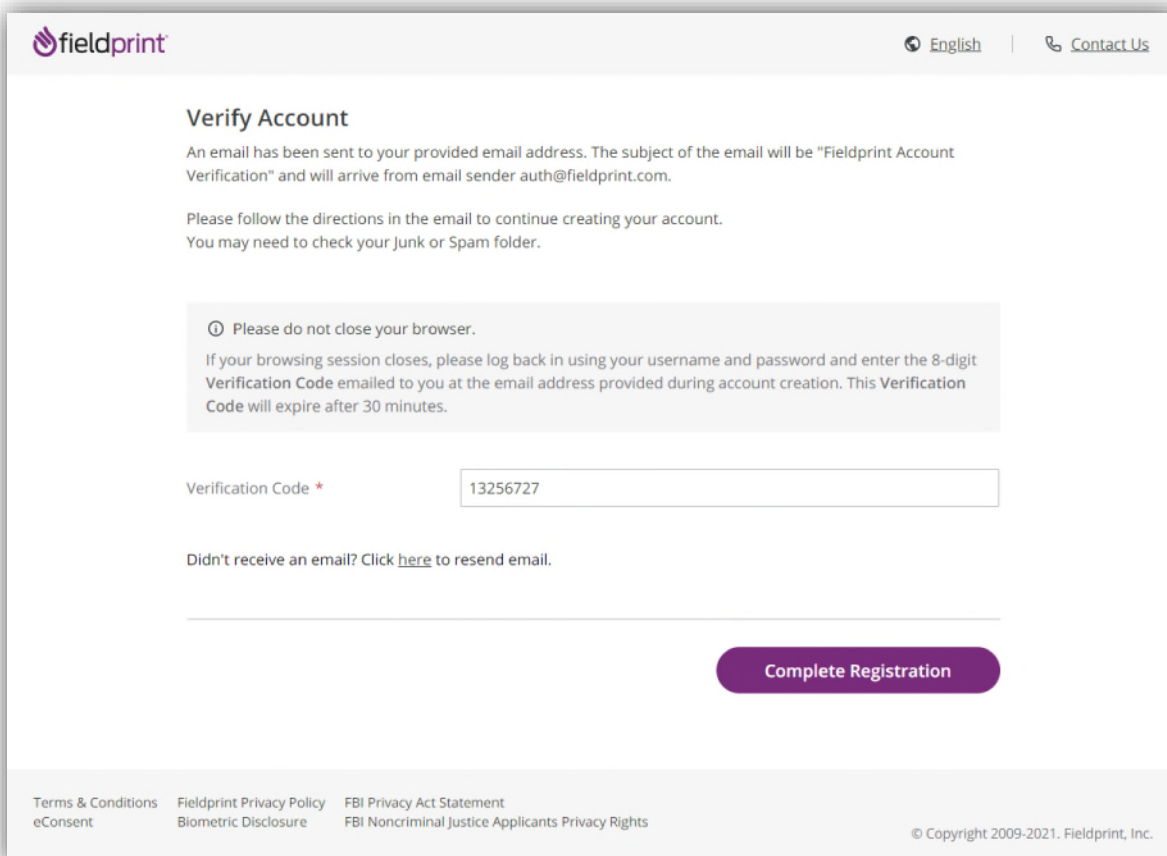 fieldprint
English
Contact Us
Verify Account
An email has been sent to your provided email address. The subject of the email will be "Fieldprint Account
Verification" and will arrive from email sender auth@fieldprint.com.
Please follow the directions in the email to continue creating your account.
You may need to check your Junk or Spam folder.
Please do not close your browser.
If your browsing session closes, please log back in using your username and password and enter the 8-digit
Verification Code emailed to you at the email address provided during account creation. This Verification
Code will expire after 30 minutes.
Verification Code * 13256727
Didn't receive an email? Click here to resend email.
Complete Registration
Terms & Conditions Fieldprint Privacy Policy FBI Privacy Act Statement
eConsent Biometric Disclosure FBI Noncriminal Justice Applicants Privacy Rights
© Copyright 2009-2021. Fieldprint, Inc.